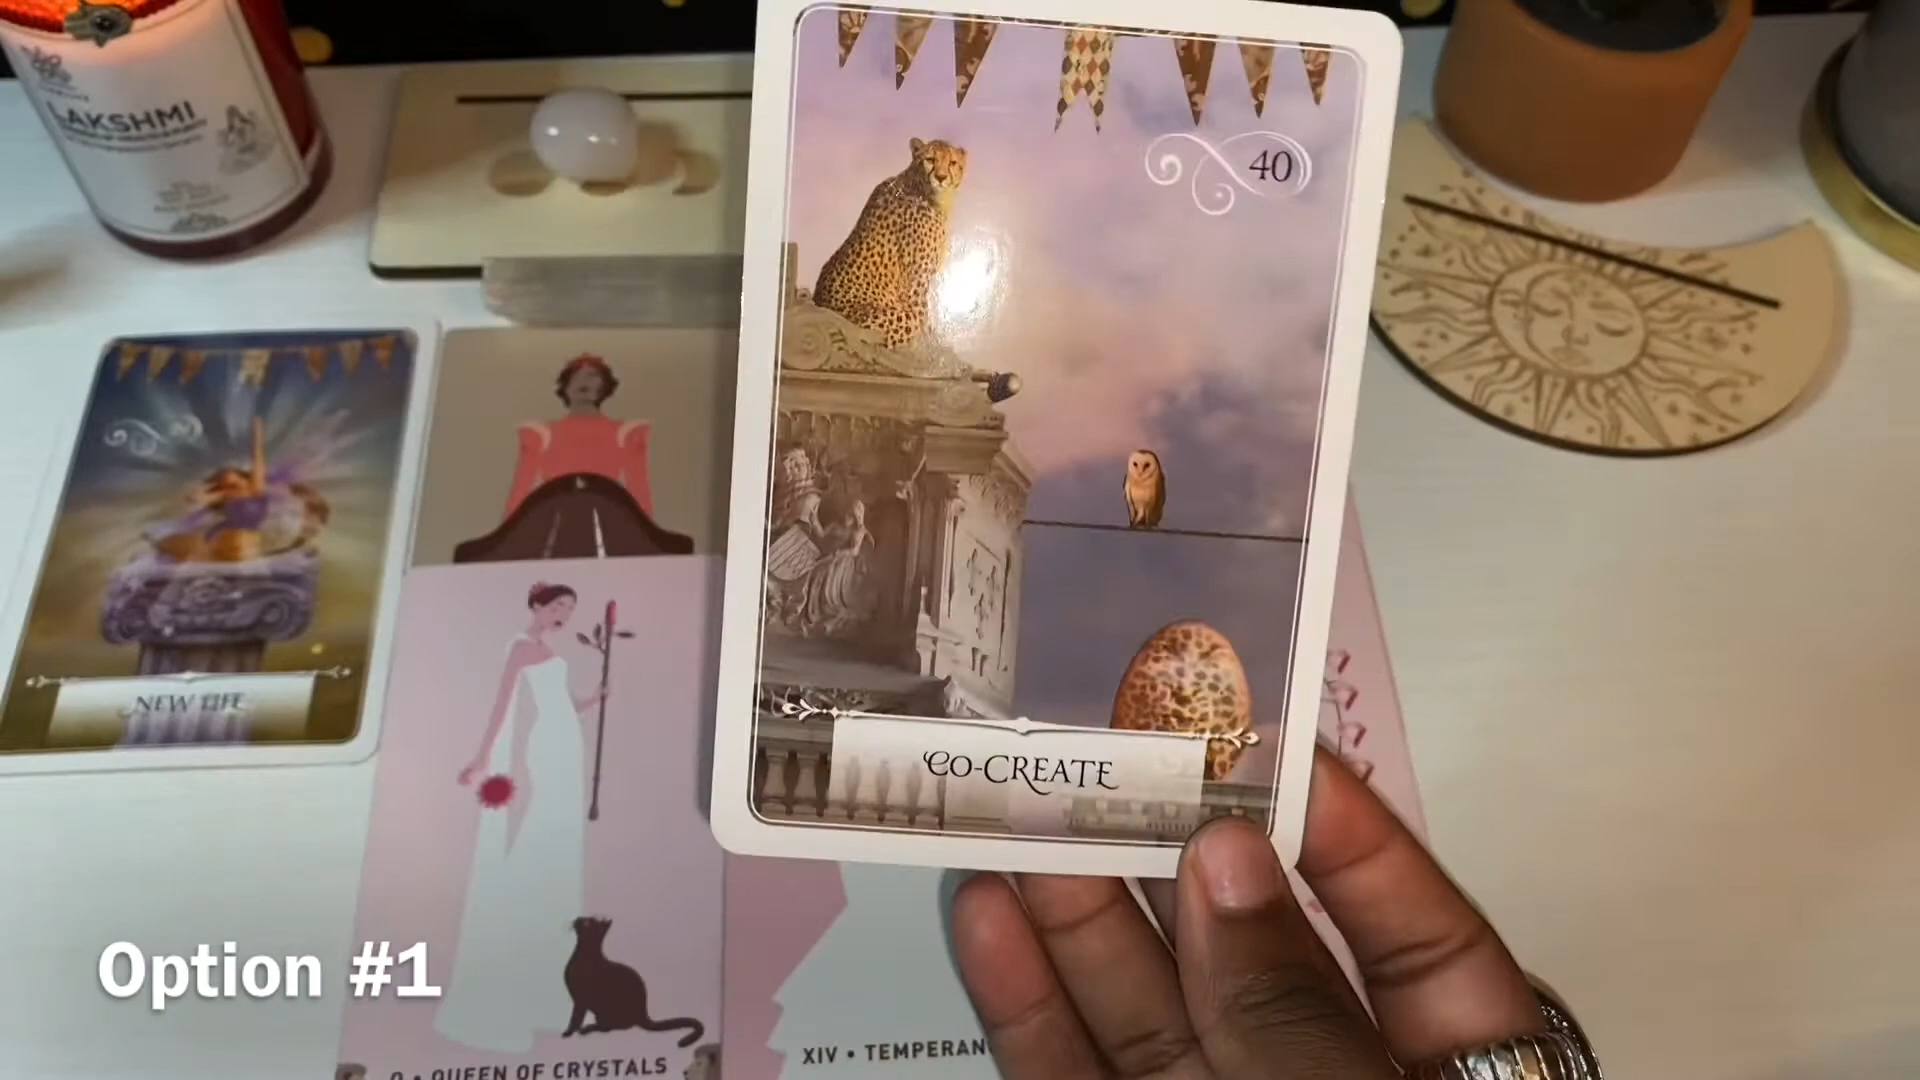 LAKSHMI
40
NEW LIFE
CO-CREATE
Option #1
Q • QUEEN OF CRYSTALS
XIV • TEMPERAN